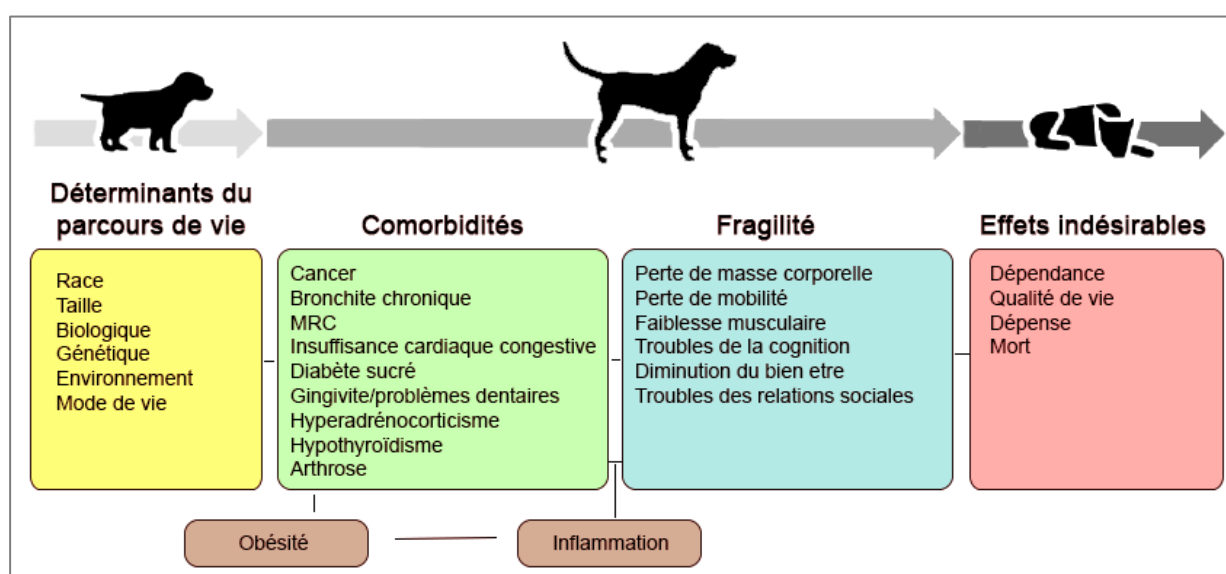 Déterminants du
parcours de vie
Comorbidités
Fragilité
Effets indésirables
Race
Taille
Biologique
Génétique
Environnement
Mode de vie
Cancer
Bronchite chronique
MRC
Insuffisance cardiaque congestive
Diabète sucré
Gingivite/problèmes dentaires
Hyperadrénocorticisme
Hypothyroïdisme
Arthrose
Perte de masse corporelle
Perte de mobilité
Faiblesse musculaire
Troubles de la cognition
Diminution du bien etre
Troubles des relations sociales
Dépendance
Qualité de vie
Dépense
Mort
Obésité
Inflammation